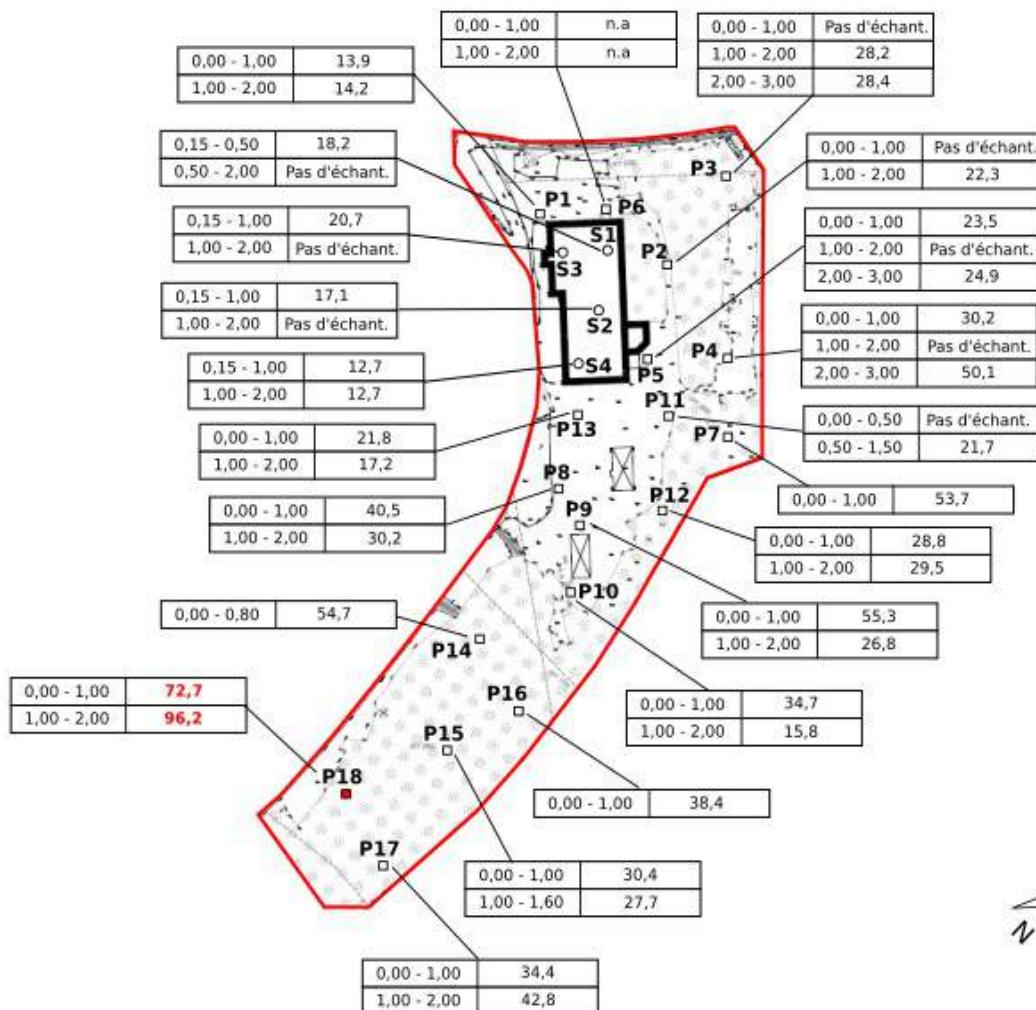 0,00 - 1,00 n.a
1,00 - 2,00 n.a
0,00 - 1,00 Pas d'échant.
1,00 - 2,00 28,2
2,00 - 3,00 28,4
0,00 - 1,00 13,9
1,00 - 2,00 14,2
0,15 - 0,50 18,2
0,50 - 2,00 Pas d'échant.
0,00 - 1,00 Pas d'échant.
1,00 - 2,00 22,3
P3
P1
P6
0,15 - 1,00 20,7
1,00 - 2,00 Pas d'échant.
0,00 - 1,00 23,5
1,00 - 2,00 Pas d'échant.
2,00 - 3,00 24,9
S1
P2
S3
0,15 - 1,00 17,1
1,00 - 2,00 Pas d'échant.
S2
0,00 - 1,00 30,2
1,00 - 2,00 Pas d'échant.
2,00 - 3,00 50,1
P4
S4
P5
0,15 - 1,00 12,7
1,00 - 2,00 12,7
P11
0,00 - 0,50 Pas d'échant.
0,50 - 1,50 21,7
P13
P7
0,00 - 1,00 21,8
1,00 - 2,00 17,2
P8
P12
0,00 - 1,00 53,7
0,00 - 1,00 40,5
1,00 - 2,00 30,2
P9
0,00 - 1,00 28,8
1,00 - 2,00 29,5
P10
0,00 - 0,80 54,7
0,00 - 1,00 55,3
1,00 - 2,00 26,8
P14
0,00 - 1,00 72,7
1,00 - 2,00 96,2
P16
0,00 - 1,00 34,7
1,00 - 2,00 15,8
P15
P18
0,00 - 1,00 38,4
P17
0,00 - 1,00 30,4
1,00 - 1,60 27,7
N
0,00 - 1,00 34,4
1,00 - 2,00 42,8